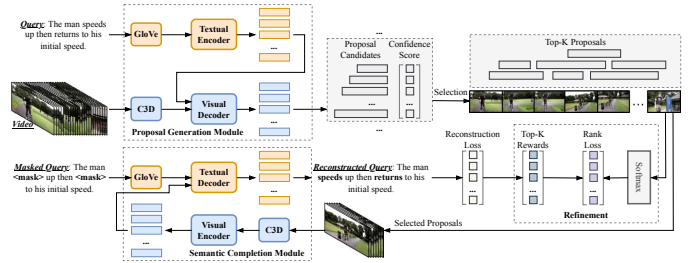 Query: The man speeds
up then returns to his
initial speed.
GloVe
Textual
Encoder
...
Video
C3D
Visual
Decoder
...
Proposal Generation Module
...
Proposal
Candidates
Confidence
Score
...
...
...
Selection
Top-K Proposals
...
Masked Query: The man
<mask> up then <mask>
to his initial speed.
GloVe
Textual
Decoder
...
Reconstructed Query: The man
speeds up then returns to his
initial speed.
Reconstruction
Loss
...
Top-K
Rewards
...
Rank
Loss
...
Softmax
Refinement
...
Visual
Encoder
C3D
Semantic Completion Module
Selected Proposals